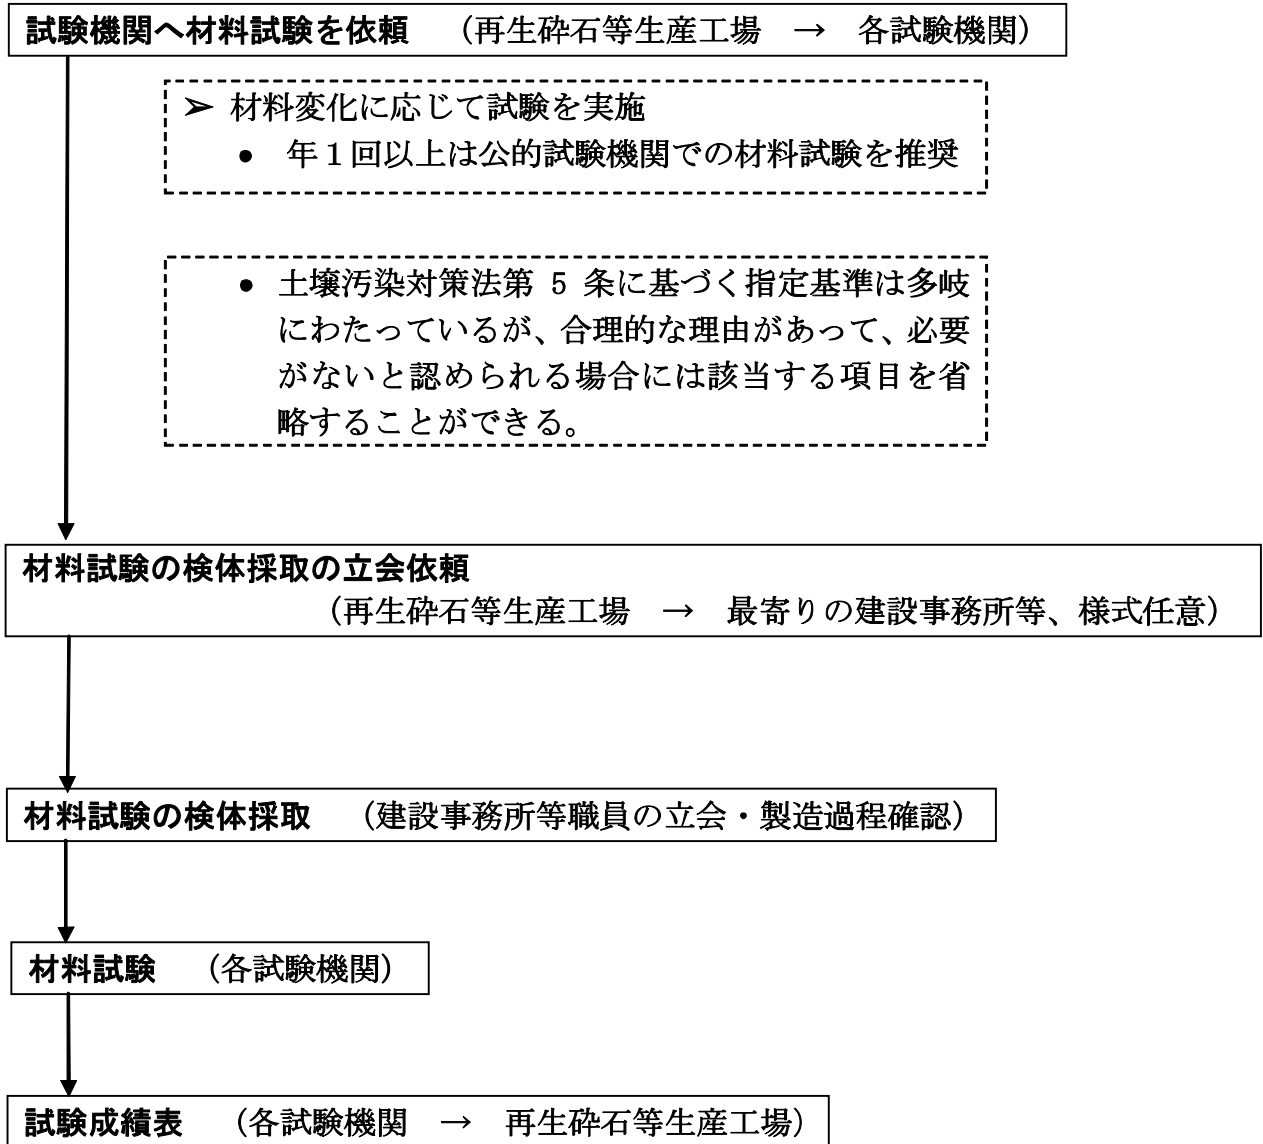 試験機関へ材料試験を依頼　（再生砕石等生産工場　→　各試験機関）
➢ 材料変化に応じて試験を実施
●　年１回以上は公的試験機関での材料試験を推奨
● 土壌汚染対策法第 5 条に基づく指定基準は多岐
にわたっているが、合理的な理由があって、必要
がないと認められる場合には該当する項目を省
略することができる。
材料試験の検体採取の立会依頼
（再生砕石等生産工場　→　最寄りの建設事務所等、様式任意）
材料試験の検体採取　（建設事務所等職員の立会・製造過程確認）
材料試験　（各試験機関）
試験成績表　（各試験機関　→　再生砕石等生産工場）